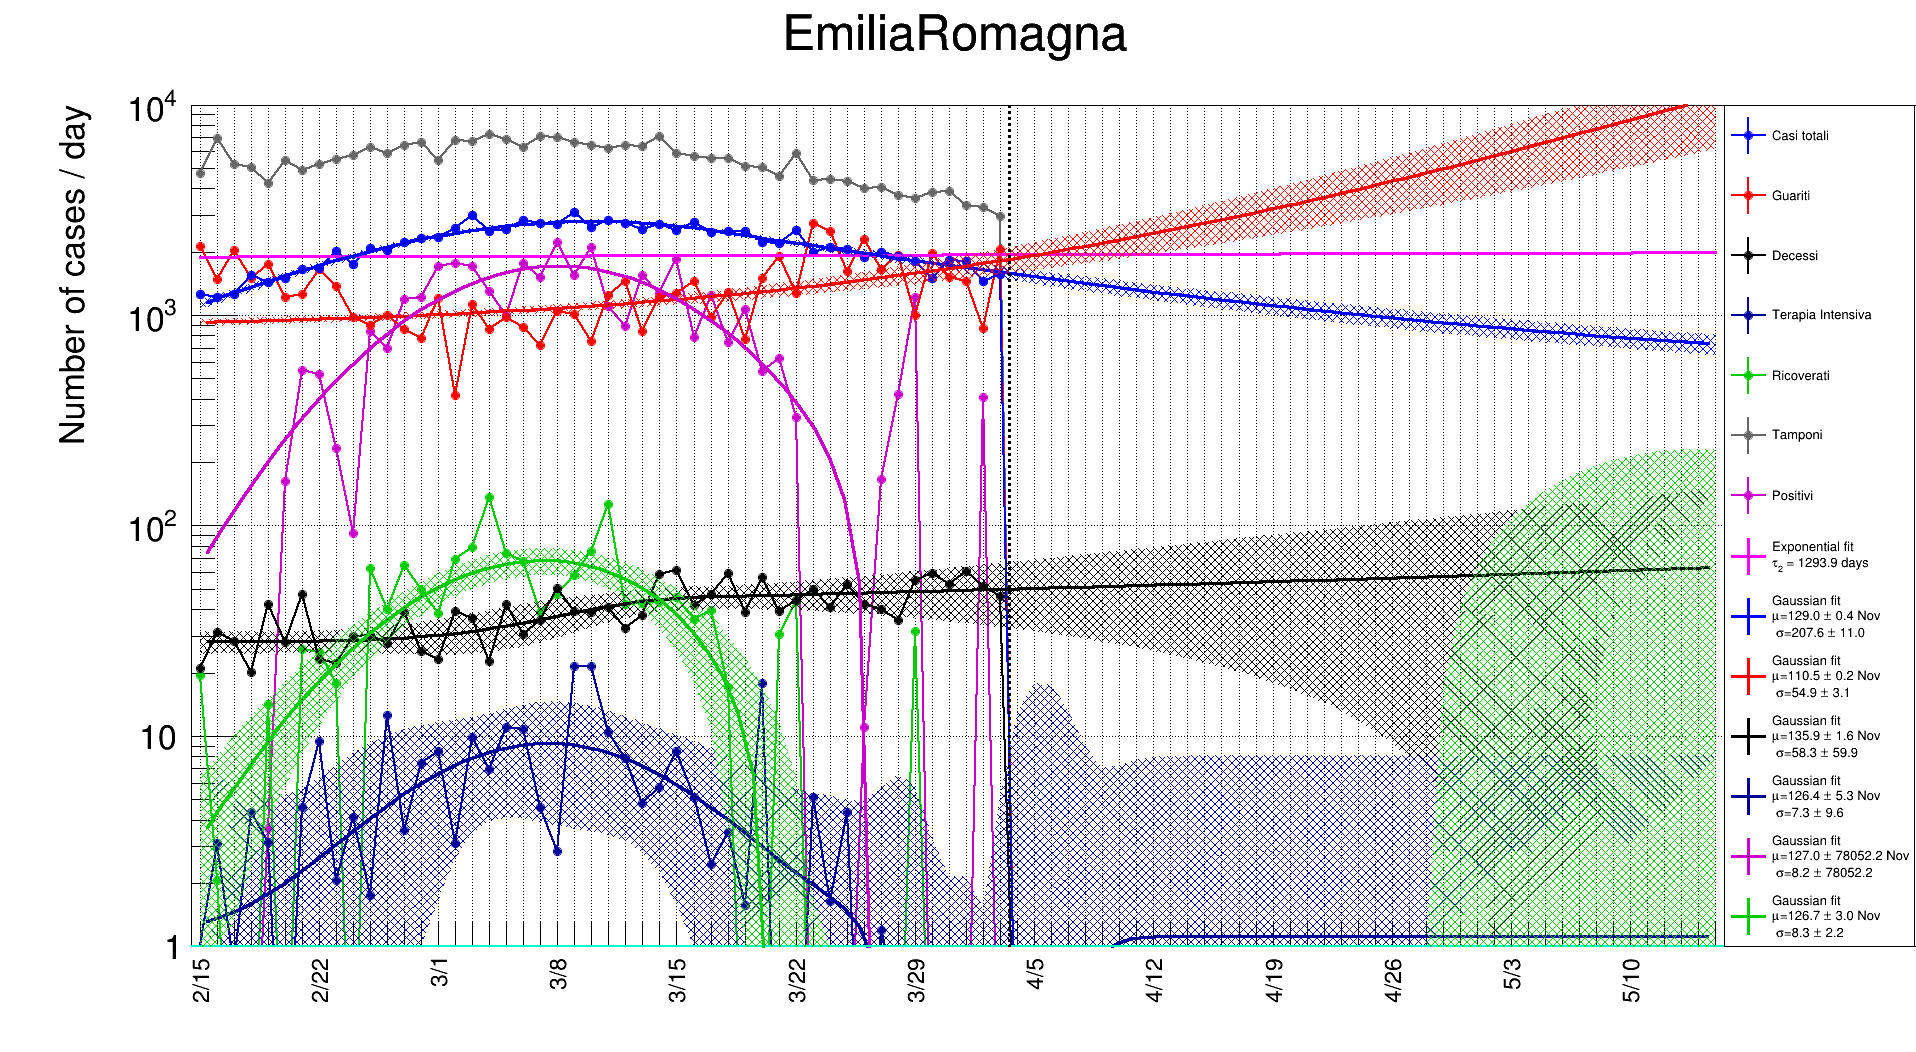 EmiliaRomagna
Number of cases / day
10^4
10^3
10^2
10
1
2/15
2/22
3/1
3/8
3/15
3/22
3/29
4/5
4/12
4/19
4/26
5/3
5/10
Casi totali
Guariti
Decessi
Terapia Intensiva
Ricoverati
Tamponi
Positivi
Exponential fit
τ_2 = 1293.9 days
Gaussian fit
μ=129.0 ± 0.4 Nov
σ=207.6 ± 11.0
Gaussian fit
μ=110.5 ± 0.2 Nov
σ=54.9 ± 3.1
Gaussian fit
μ=135.9 ± 1.6 Nov
σ=58.3 ± 59.9
Gaussian fit
μ=126.4 ± 5.3 Nov
σ=7.3 ± 9.6
Gaussian fit
μ=127.0 ± 78052.2 Nov
σ=8.2 ± 78052.2
Gaussian fit
μ=126.7 ± 3.0 Nov
σ=8.3 ± 2.2